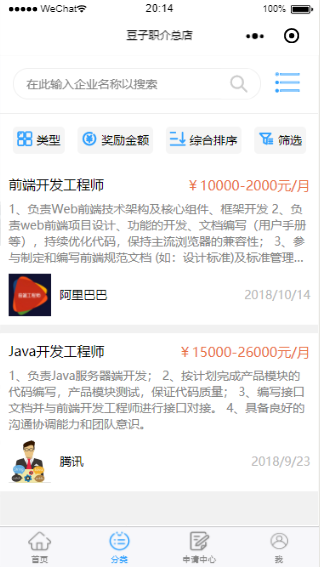 WeChat 20:14 100%
豆子职介总店
在此输入企业名称以搜索
类型 奖励金额 综合排序 筛选
前端开发工程师 ¥10000-2000元/月
1、负责Web前端技术架构及核心组件、框架开发 2、负
责web前端项目设计、功能的开发、文档编写（用户手册
等），持续优化代码，保持主流浏览器的兼容性； 3、参
与制定和编写前端规范文档 (如：设计标准)及标准管理...
阿里巴巴 2018/10/14
Java开发工程师 ¥15000-26000元/月
1、负责Java服务器端开发； 2、按计划完成产品模块的
代码编写，产品模块测试，保证代码质量； 3、编写接口
文档并与前端开发工程师进行接口对接。 4、具备良好的
沟通协调能力和团队意识。
腾讯 2018/9/23
首页 分类 申请中心 我